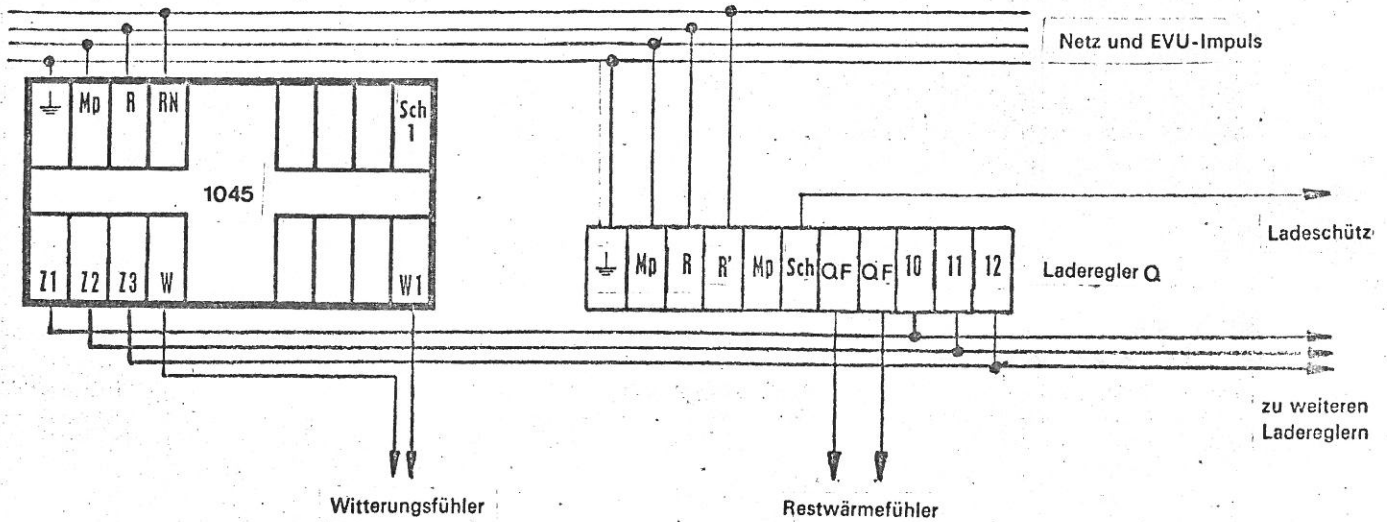 Netz und EVU-Impuls
⏚ Mp R RN Sch 1
1045
Z1 Z2 Z3 W W1
⏚ Mp R R' Mp Sch QF QF 10 11 12
Laderegler Q
Ladeschütz
zu weiteren
Ladereglern
Witterungsfühler
Restwärmefühler